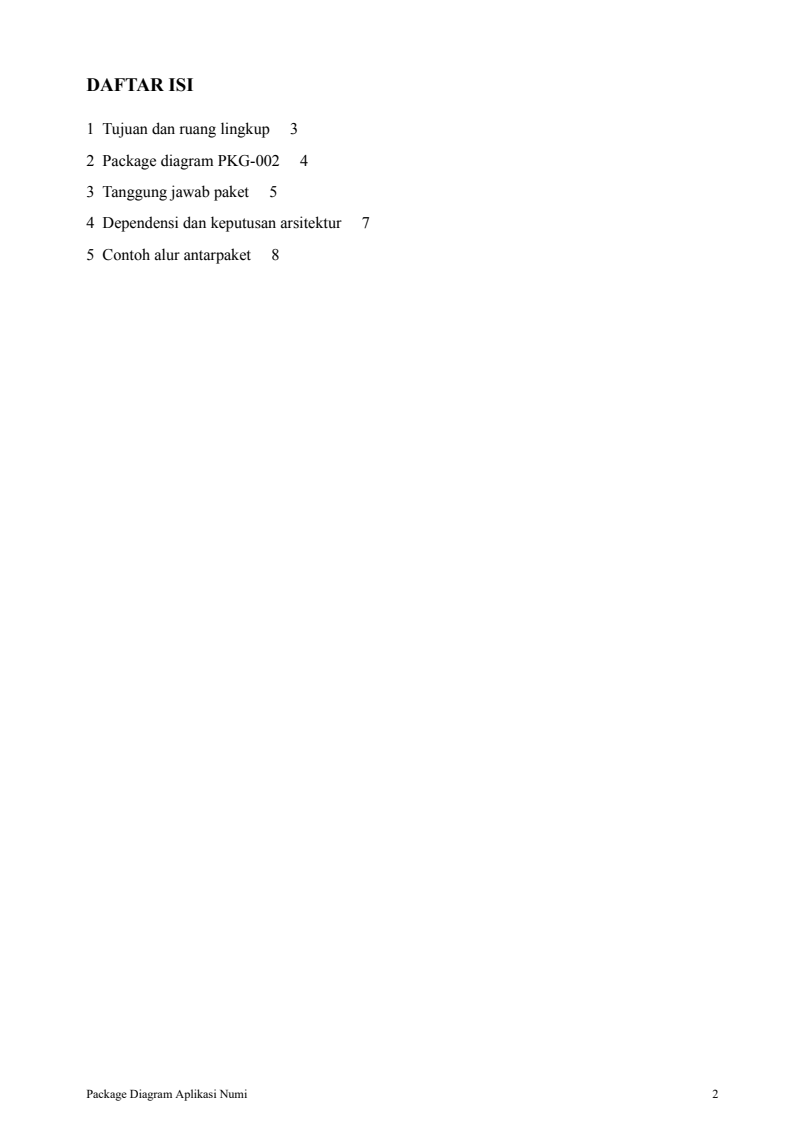 DAFTAR ISI
1 Tujuan dan ruang lingkup 3
2 Package diagram PKG-002 4
3 Tanggung jawab paket 5
4 Dependensi dan keputusan arsitektur 7
5 Contoh alur antarpaket 8
Package Diagram Aplikasi Numi 2